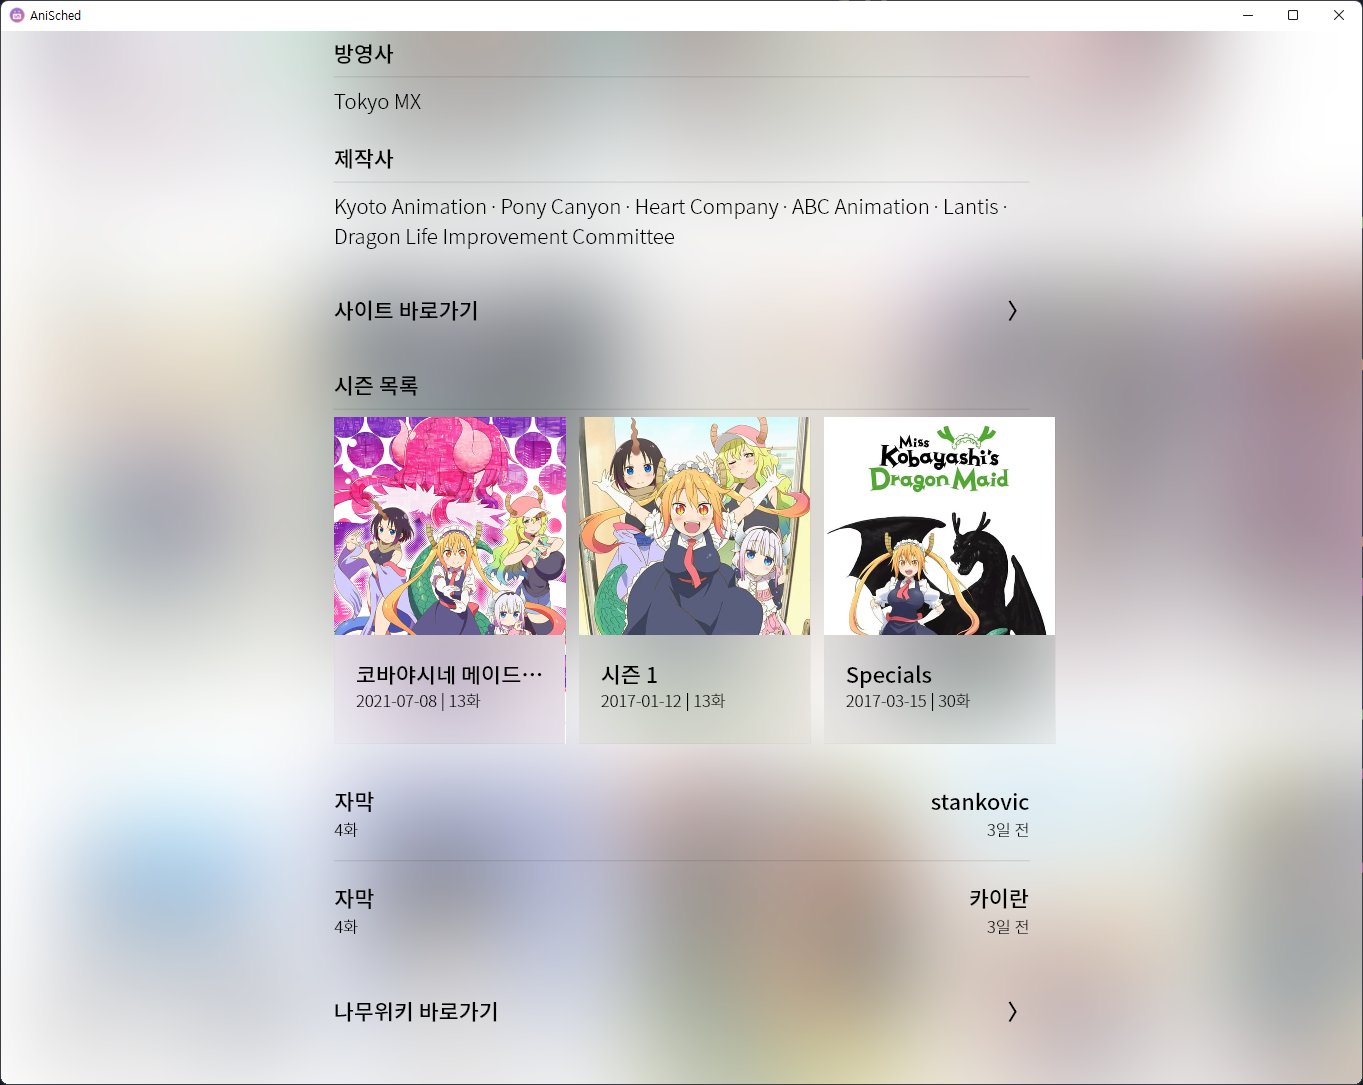 AniSched
방영사
Tokyo MX
제작사
Kyoto Animation · Pony Canyon · Heart Company · ABC Animation · Lantis ·
Dragon Life Improvement Committee
사이트 바로가기
시즌 목록
Miss
Kobayashi's
Dragon Maid
코바야시네 메이드…
2021-07-08 | 13화
시즌 1
2017-01-12 | 13화
Specials
2017-03-15 | 30화
자막
stankovic
4화
3일 전
자막
카이란
4화
3일 전
나무위키 바로가기